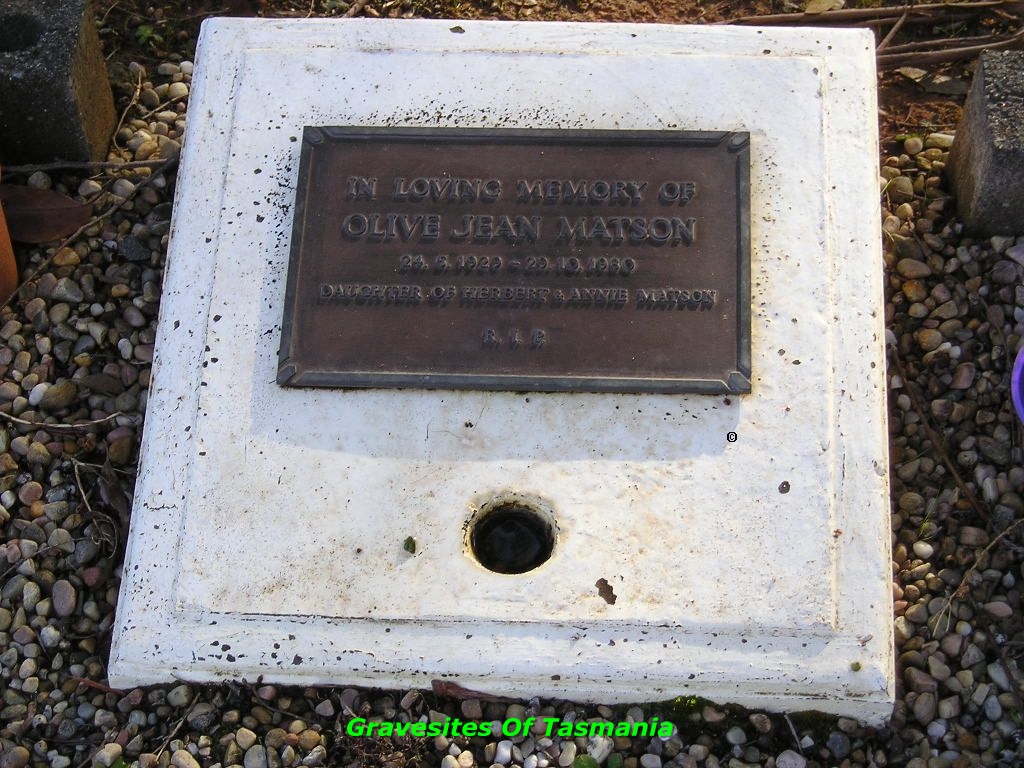 IN LOVING MEMORY OF
OLIVE JEAN MATSON
DAUGHTER OF HERBERT & ANNIE MATSON
R. I. P.
©
Gravesites Of Tasmania